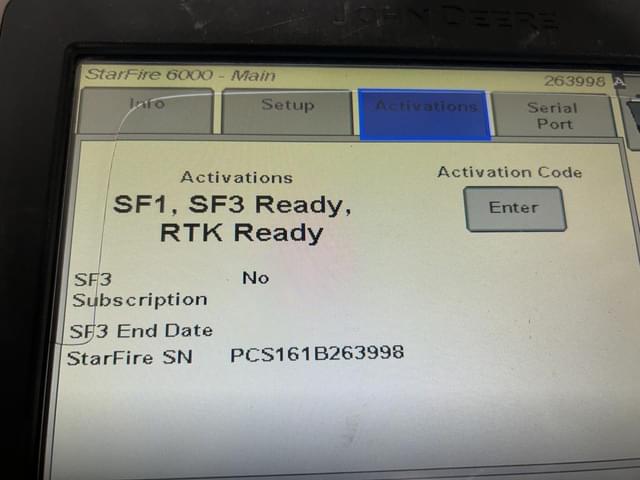 JOHN DEERE
StarFire 6000 - Main
263998 A
Info
Setup
Activations
Serial
Port
Activations
SF1, SF3 Ready,
RTK Ready
Activation Code
Enter
SF3
Subscription
No
SF3 End Date
StarFire SN
PCS161B263998